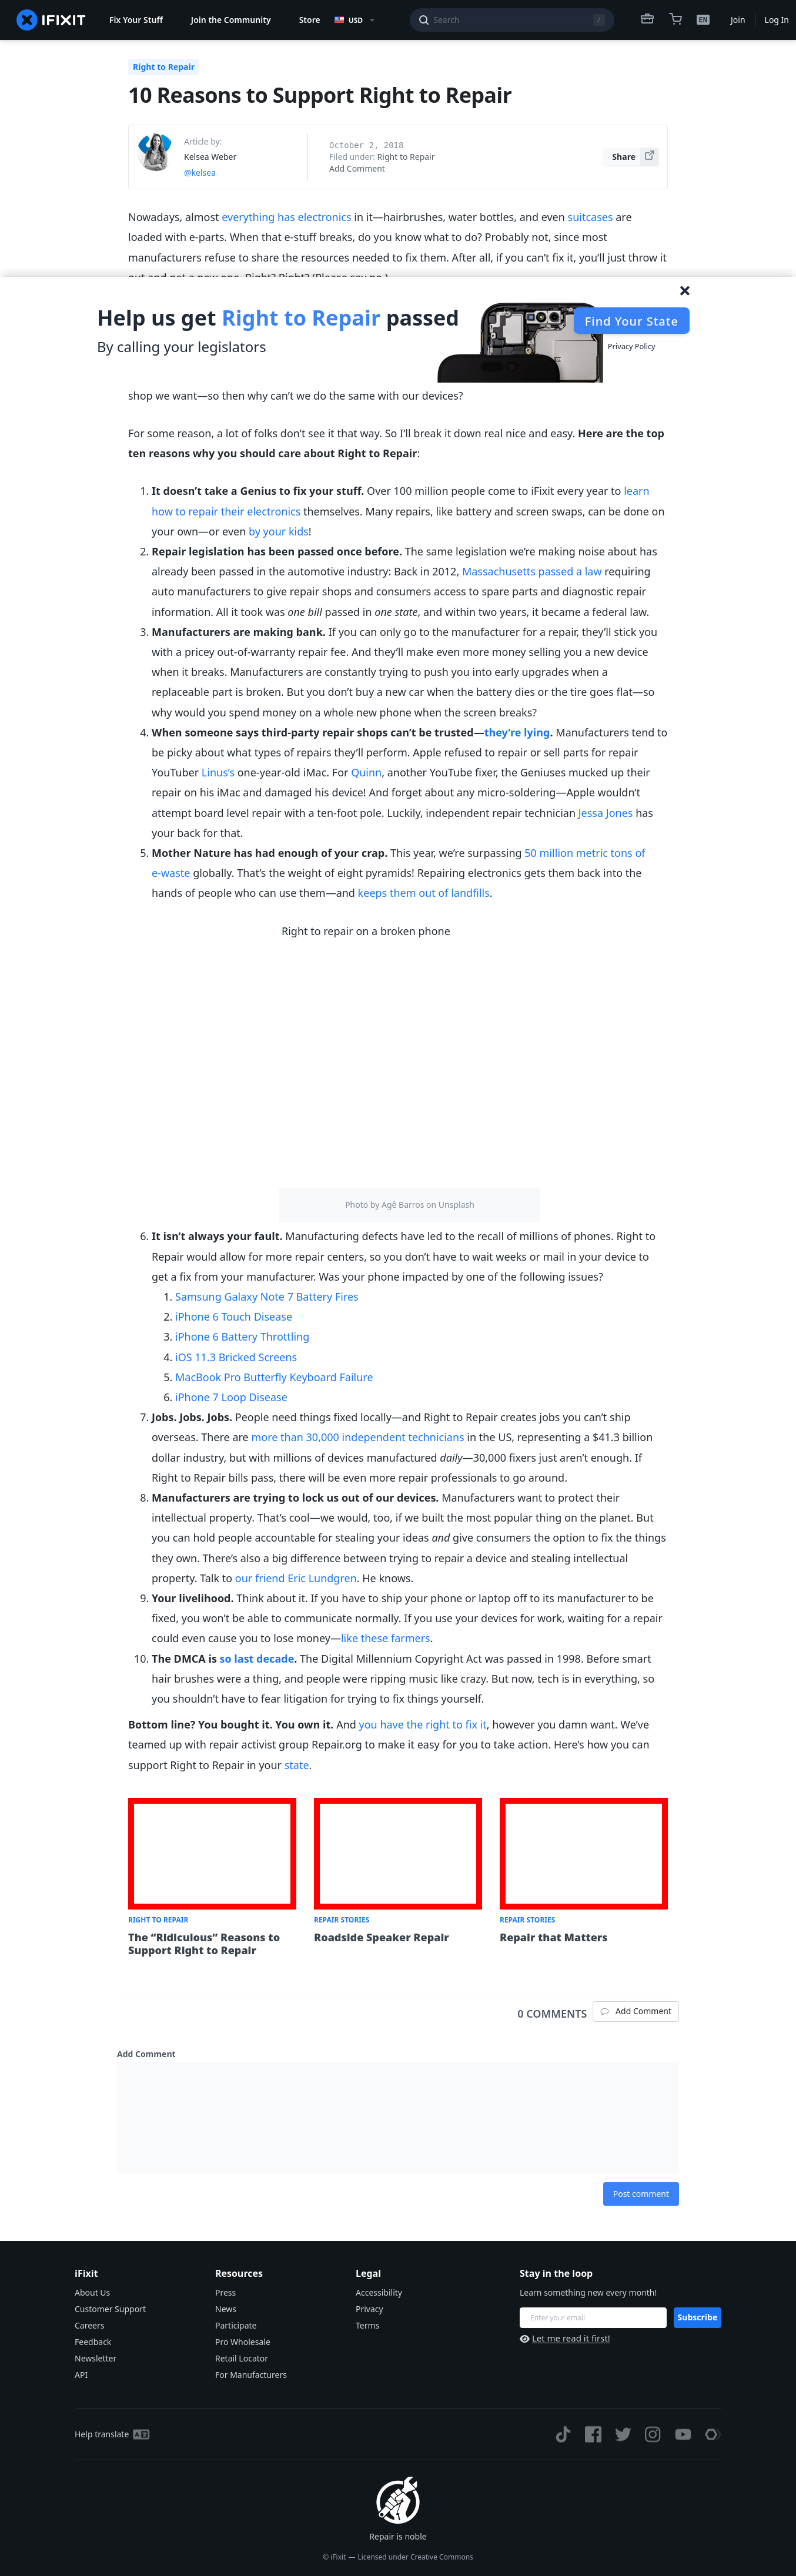 IFIXIT
Fix Your Stuff
Join the Community
Store
USD
Search
/
EN
Join
Log In
Right to Repair
10 Reasons to Support Right to Repair
Article by:
Kelsea Weber
@kelsea
October 2, 2018
Filed under: Right to Repair
Add Comment
Share
Nowadays, almost everything has electronics in it—hairbrushes, water bottles, and even suitcases are
loaded with e-parts. When that e-stuff breaks, do you know what to do? Probably not, since most
manufacturers refuse to share the resources needed to fix them. After all, if you can’t fix it, you’ll just throw it
Help us get Right to Repair passed
By calling your legislators
Find Your State
Privacy Policy
shop we want—so then why can’t we do the same with our devices?
For some reason, a lot of folks don’t see it that way. So I’ll break it down real nice and easy. Here are the top
ten reasons why you should care about Right to Repair:
1. It doesn’t take a Genius to fix your stuff. Over 100 million people come to iFixit every year to learn
how to repair their electronics themselves. Many repairs, like battery and screen swaps, can be done on
your own—or even by your kids!
2. Repair legislation has been passed once before. The same legislation we’re making noise about has
already been passed in the automotive industry: Back in 2012, Massachusetts passed a law requiring
auto manufacturers to give repair shops and consumers access to spare parts and diagnostic repair
information. All it took was one bill passed in one state, and within two years, it became a federal law.
3. Manufacturers are making bank. If you can only go to the manufacturer for a repair, they’ll stick you
with a pricey out-of-warranty repair fee. And they’ll make even more money selling you a new device
when it breaks. Manufacturers are constantly trying to push you into early upgrades when a
replaceable part is broken. But you don’t buy a new car when the battery dies or the tire goes flat—so
why would you spend money on a whole new phone when the screen breaks?
4. When someone says third-party repair shops can’t be trusted—they’re lying. Manufacturers tend to
be picky about what types of repairs they’ll perform. Apple refused to repair or sell parts for repair
YouTuber Linus’s one-year-old iMac. For Quinn, another YouTube fixer, the Geniuses mucked up their
repair on his iMac and damaged his device! And forget about any micro-soldering—Apple wouldn’t
attempt board level repair with a ten-foot pole. Luckily, independent repair technician Jessa Jones has
your back for that.
5. Mother Nature has had enough of your crap. This year, we’re surpassing 50 million metric tons of
e-waste globally. That’s the weight of eight pyramids! Repairing electronics gets them back into the
hands of people who can use them—and keeps them out of landfills.
Right to repair on a broken phone
Photo by Agê Barros on Unsplash
6. It isn’t always your fault. Manufacturing defects have led to the recall of millions of phones. Right to
Repair would allow for more repair centers, so you don’t have to wait weeks or mail in your device to
get a fix from your manufacturer. Was your phone impacted by one of the following issues?
1. Samsung Galaxy Note 7 Battery Fires
2. iPhone 6 Touch Disease
3. iPhone 6 Battery Throttling
4. iOS 11.3 Bricked Screens
5. MacBook Pro Butterfly Keyboard Failure
6. iPhone 7 Loop Disease
7. Jobs. Jobs. Jobs. People need things fixed locally—and Right to Repair creates jobs you can’t ship
overseas. There are more than 30,000 independent technicians in the US, representing a $41.3 billion
dollar industry, but with millions of devices manufactured daily—30,000 fixers just aren’t enough. If
Right to Repair bills pass, there will be even more repair professionals to go around.
8. Manufacturers are trying to lock us out of our devices. Manufacturers want to protect their
intellectual property. That’s cool—we would, too, if we built the most popular thing on the planet. But
you can hold people accountable for stealing your ideas and give consumers the option to fix the things
they own. There’s also a big difference between trying to repair a device and stealing intellectual
property. Talk to our friend Eric Lundgren. He knows.
9. Your livelihood. Think about it. If you have to ship your phone or laptop off to its manufacturer to be
fixed, you won’t be able to communicate normally. If you use your devices for work, waiting for a repair
could even cause you to lose money—like these farmers.
10. The DMCA is so last decade. The Digital Millennium Copyright Act was passed in 1998. Before smart
hair brushes were a thing, and people were ripping music like crazy. But now, tech is in everything, so
you shouldn’t have to fear litigation for trying to fix things yourself.
Bottom line? You bought it. You own it. And you have the right to fix it, however you damn want. We’ve
teamed up with repair activist group Repair.org to make it easy for you to take action. Here’s how you can
support Right to Repair in your state.
RIGHT TO REPAIR
The “Ridiculous” Reasons to
Support Right to Repair
REPAIR STORIES
Roadside Speaker Repair
REPAIR STORIES
Repair that Matters
0 COMMENTS
Add Comment
Add Comment
Post comment
iFixit
About Us
Customer Support
Careers
Feedback
Newsletter
API
Resources
Press
News
Participate
Pro Wholesale
Retail Locator
For Manufacturers
Legal
Accessibility
Privacy
Terms
Stay in the loop
Learn something new every month!
Enter your email
Subscribe
Let me read it first!
Help translate
Repair is noble
© iFixit — Licensed under Creative Commons